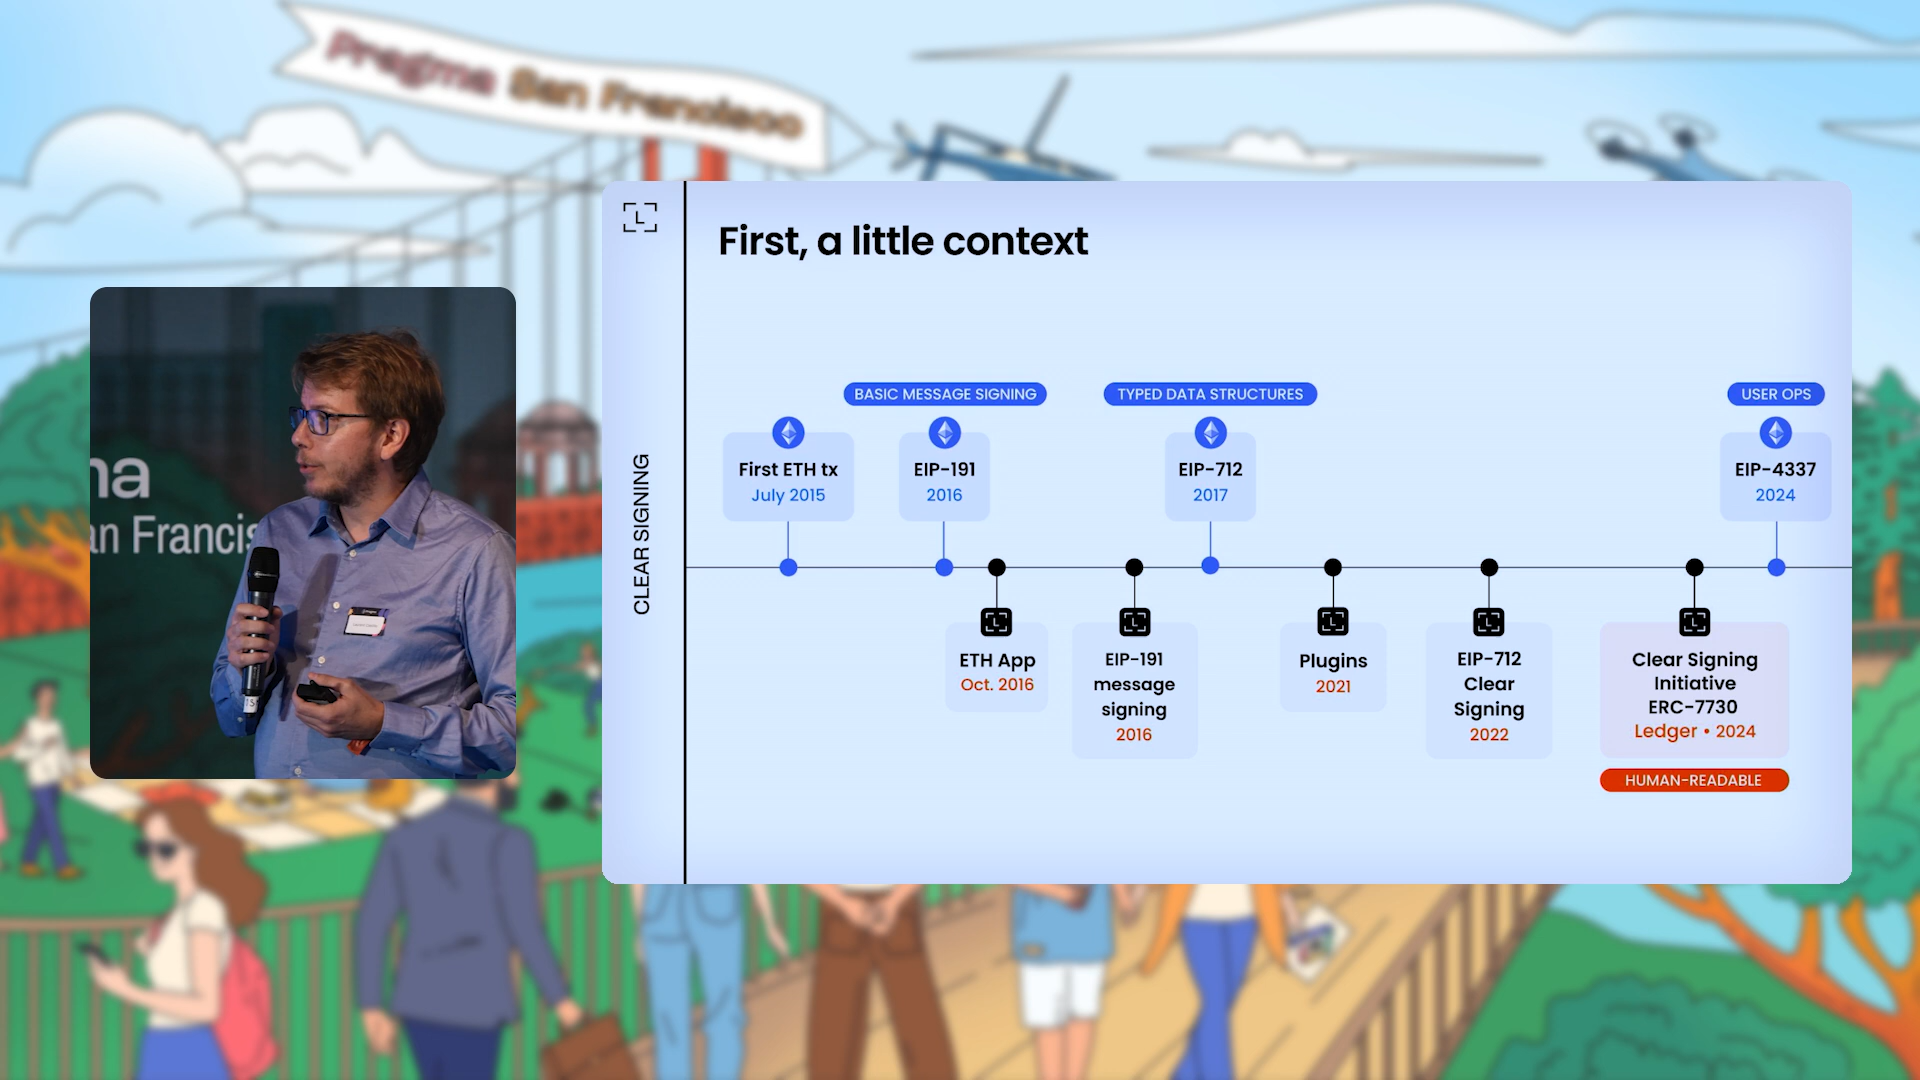 Pragma San Francisco
First, a little context
CLEAR SIGNING
BASIC MESSAGE SIGNING
TYPED DATA STRUCTURES
USER OPS
First ETH tx
July 2015
EIP-191
2016
EIP-712
2017
EIP-4337
2024
ETH App
Oct. 2016
EIP-191
message
signing
2016
Plugins
2021
EIP-712
Clear
Signing
2022
Clear Signing
Initiative
ERC-7730
Ledger • 2024
HUMAN-READABLE
na
an Francis